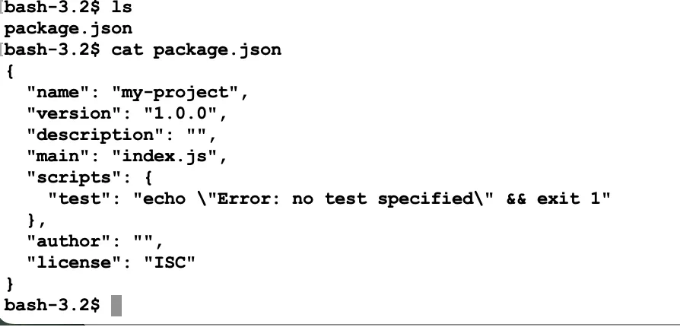 bash-3.2$ ls
package.json
bash-3.2$ cat package.json
{
  "name": "my-project",
  "version": "1.0.0",
  "description": "",
  "main": "index.js",
  "scripts": {
    "test": "echo \"Error: no test specified\" && exit 1"
  },
  "author": "",
  "license": "ISC"
}
bash-3.2$